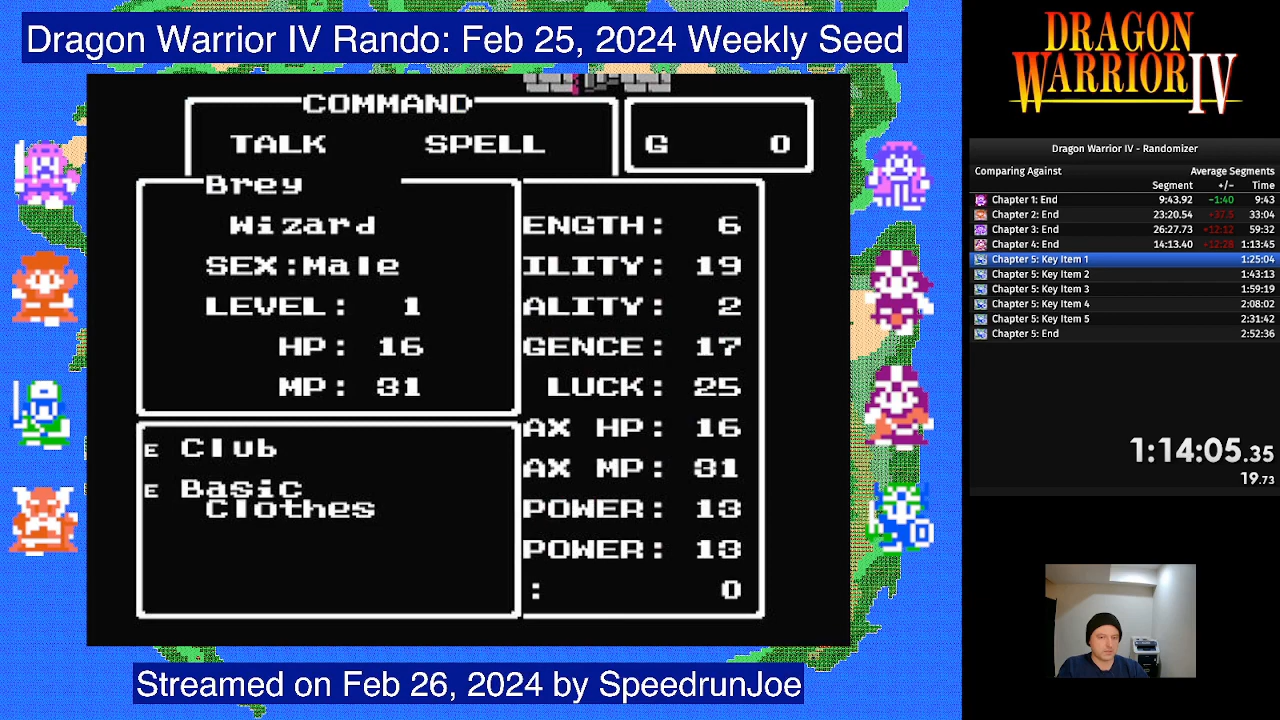 Dragon Warrior IV Rando: Feb 25, 2024 Weekly Seed
COMMAND
TALK SPELL
G 0
Brey
Wizard
SEX:Male
LEVEL: 1
HP: 16
MP: 31
E Club
E Basic
Clothes
ENGTH: 6
ILITY: 19
ALITY: 2
GENCE: 17
LUCK: 25
AX HP: 16
AX MP: 31
POWER: 13
POWER: 13
: 0
Streamed on Feb 26, 2024 by SpeedrunJoe
DRAGON
WARRIOR IV
Dragon Warrior IV - Randomizer
Comparing Against Average Segments
Segment +/- Time
Chapter 1: End 9:43.92 -1:40 9:43
Chapter 2: End 23:20.54 +37.5 33:04
Chapter 3: End 26:27.73 +12:12 59:32
Chapter 4: End 14:13.40 +12:28 1:13:45
Chapter 5: Key Item 1 1:25:04
Chapter 5: Key Item 2 1:43:13
Chapter 5: Key Item 3 1:59:19
Chapter 5: Key Item 4 2:08:02
Chapter 5: Key Item 5 2:31:42
Chapter 5: End 2:52:36
1:14:05.35
19.73